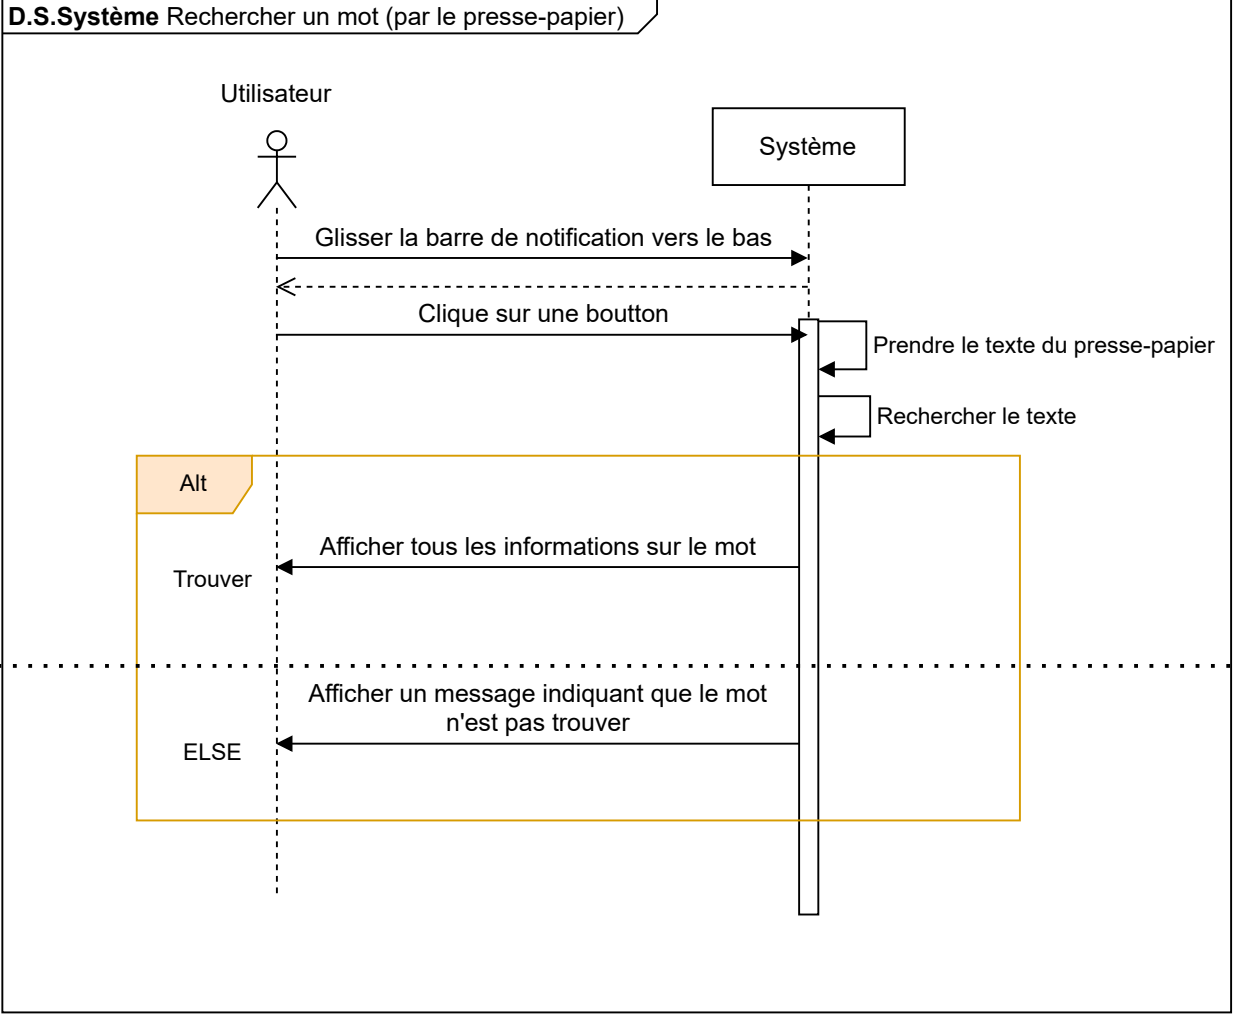 D.S.Système Rechercher un mot (par le presse-papier)
Utilisateur
Système
Glisser la barre de notification vers le bas
Clique sur une boutton
Prendre le texte du presse-papier
Rechercher le texte
Alt
Afficher tous les informations sur le mot
Trouver
Afficher un message indiquant que le mot
n'est pas trouver
ELSE